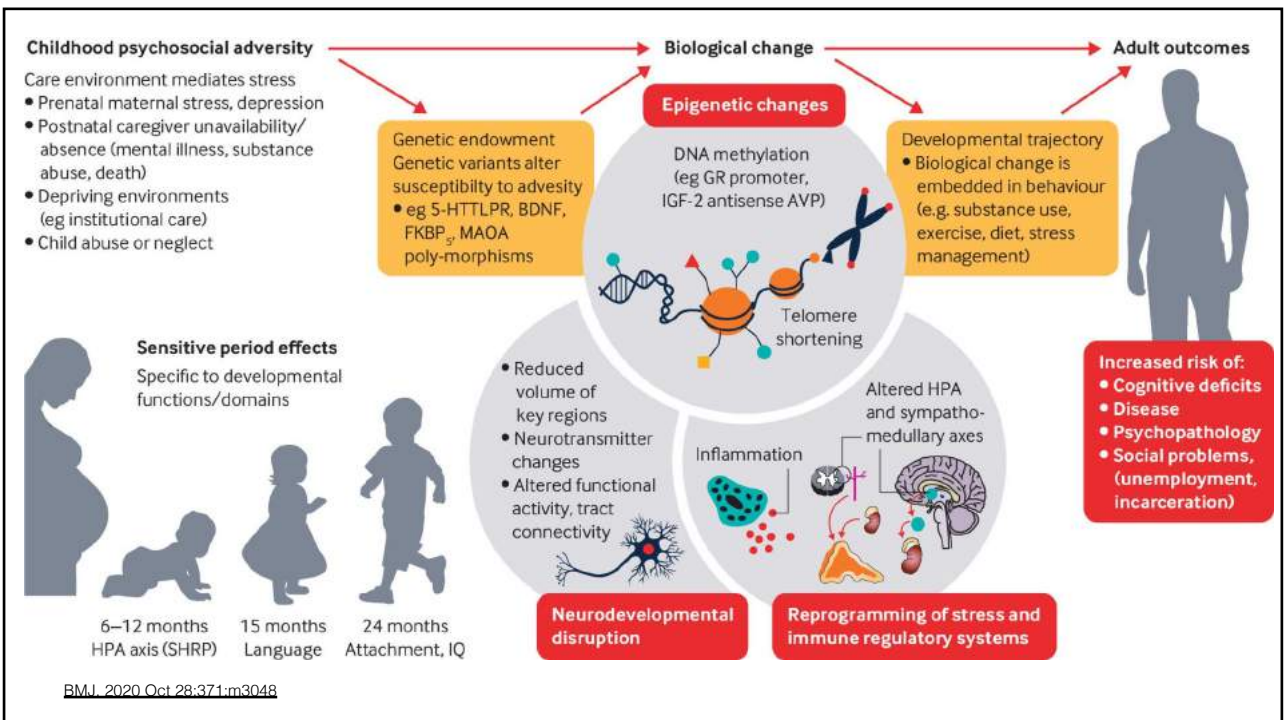 Childhood psychosocial adversity
Care environment mediates stress
• Prenatal maternal stress, depression
• Postnatal caregiver unavailability/
absence (mental illness, substance
abuse, death)
• Depriving environments
(eg institutional care)
• Child abuse or neglect
Genetic endowment
Genetic variants alter
susceptibilty to advesity
• eg 5-HTTLPR, BDNF,
FKBP5, MAOA
poly-morphisms
Biological change
Epigenetic changes
DNA methylation
(eg GR promoter,
IGF-2 antisense AVP)
Telomere
shortening
Developmental trajectory
• Biological change is
embedded in behaviour
(e.g. substance use,
exercise, diet, stress
management)
Adult outcomes
Increased risk of:
• Cognitive deficits
• Disease
• Psychopathology
• Social problems,
(unemployment,
incarceration)
Sensitive period effects
Specific to developmental
functions/domains
6–12 months
HPA axis (SHRP)
15 months
Language
24 months
Attachment, IQ
• Reduced
volume of
key regions
• Neurotransmitter
changes
• Altered functional
activity, tract
connectivity
Neurodevelopmental
disruption
Altered HPA
and sympatho-
medullary axes
Inflammation
Reprogramming of stress and
immune regulatory systems
BMJ. 2020 Oct 28:371:m3048